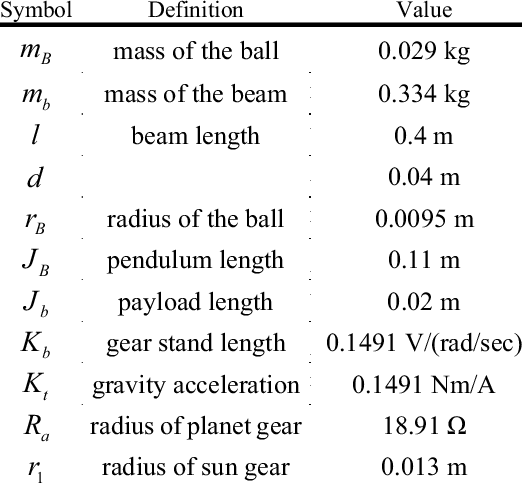 Symbol Definition Value
m_B mass of the ball 0.029 kg
m_b mass of the beam 0.334 kg
l beam length 0.4 m
d 0.04 m
r_B radius of the ball 0.0095 m
J_B pendulum length 0.11 m
J_b payload length 0.02 m
K_b gear stand length 0.1491 V/(rad/sec)
K_t gravity acceleration 0.1491 Nm/A
R_a radius of planet gear 18.91 Ω
r_1 radius of sun gear 0.013 m